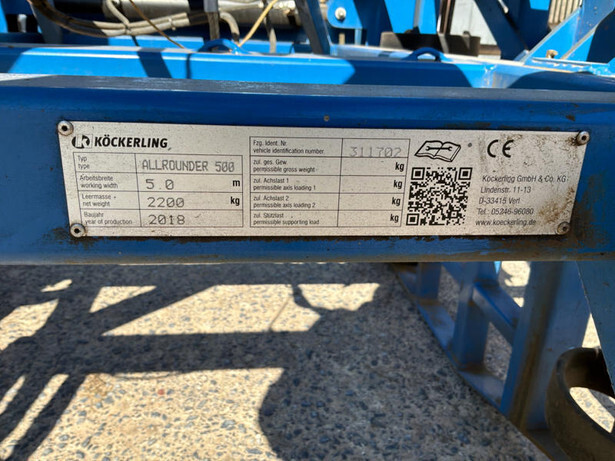 KÖCKERLING
Typ
type
ALLROUNDER 500
Arbeitsbreite
working width
5.0 m
Leermasse +
net weight
2200 kg
Baujahr
year of production
2018
Fzg. Ident. Nr.
vehicle identification number
311707
zul. ges. Gew.
permissible gross weight
kg
zul. Achslast 1
permissible axis loading 1
kg
zul. Achslast 2
permissible axis loading 2
kg
zul. Stützlast
permissible supporting load
kg
CE
Köckerling GmbH & Co. KG
Lindenstr. 11-13
D-33415 Verl
Tel.: 05246-96080
www.koeckerling.de